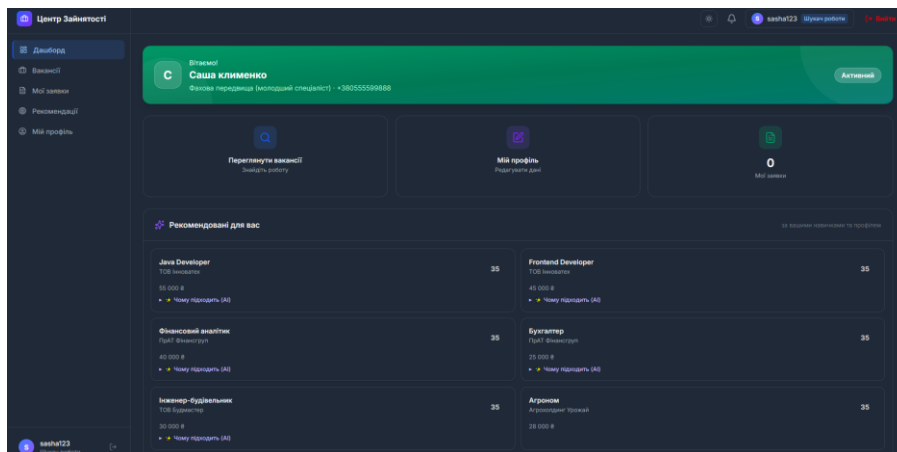 Центр Зайнятості
S sasha123 Шукач роботи Вийти
Дашборд
Вакансії
Мої заявки
Рекомендації
Мій профіль
Вітаємо!
С
Саша клименко
Фахова передвища (молодший спеціаліст) · +380555599888
Активний
Переглянути вакансії
Знайдіть роботу
Мій профіль
Редагувати дані
0
Мої заявки
Рекомендовані для вас
за вашими навичками та профілем
Java Developer
ТОВ Інноватех
35
55 000 ₴
Чому підходить (AI)
Frontend Developer
ТОВ Інноватех
35
45 000 ₴
Чому підходить (AI)
Фінансовий аналітик
ПрАТ Фінансгруп
35
40 000 ₴
Чому підходить (AI)
Бухгалтер
ПрАТ Фінансгруп
35
25 000 ₴
Чому підходить (AI)
Інженер-будівельник
ТОВ Будмастер
35
30 000 ₴
Чому підходить (AI)
Агроном
Агрохолдинг Урожай
35
28 000 ₴
S sasha123
Шукач роботи